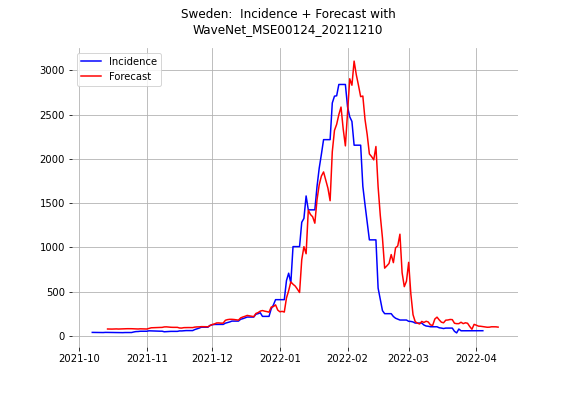 Sweden:  Incidence + Forecast with
WaveNet_MSE00124_20211210
Incidence
Forecast
3000
2500
2000
1500
1000
500
0
2021-10 2021-11 2021-12 2022-01 2022-02 2022-03 2022-04